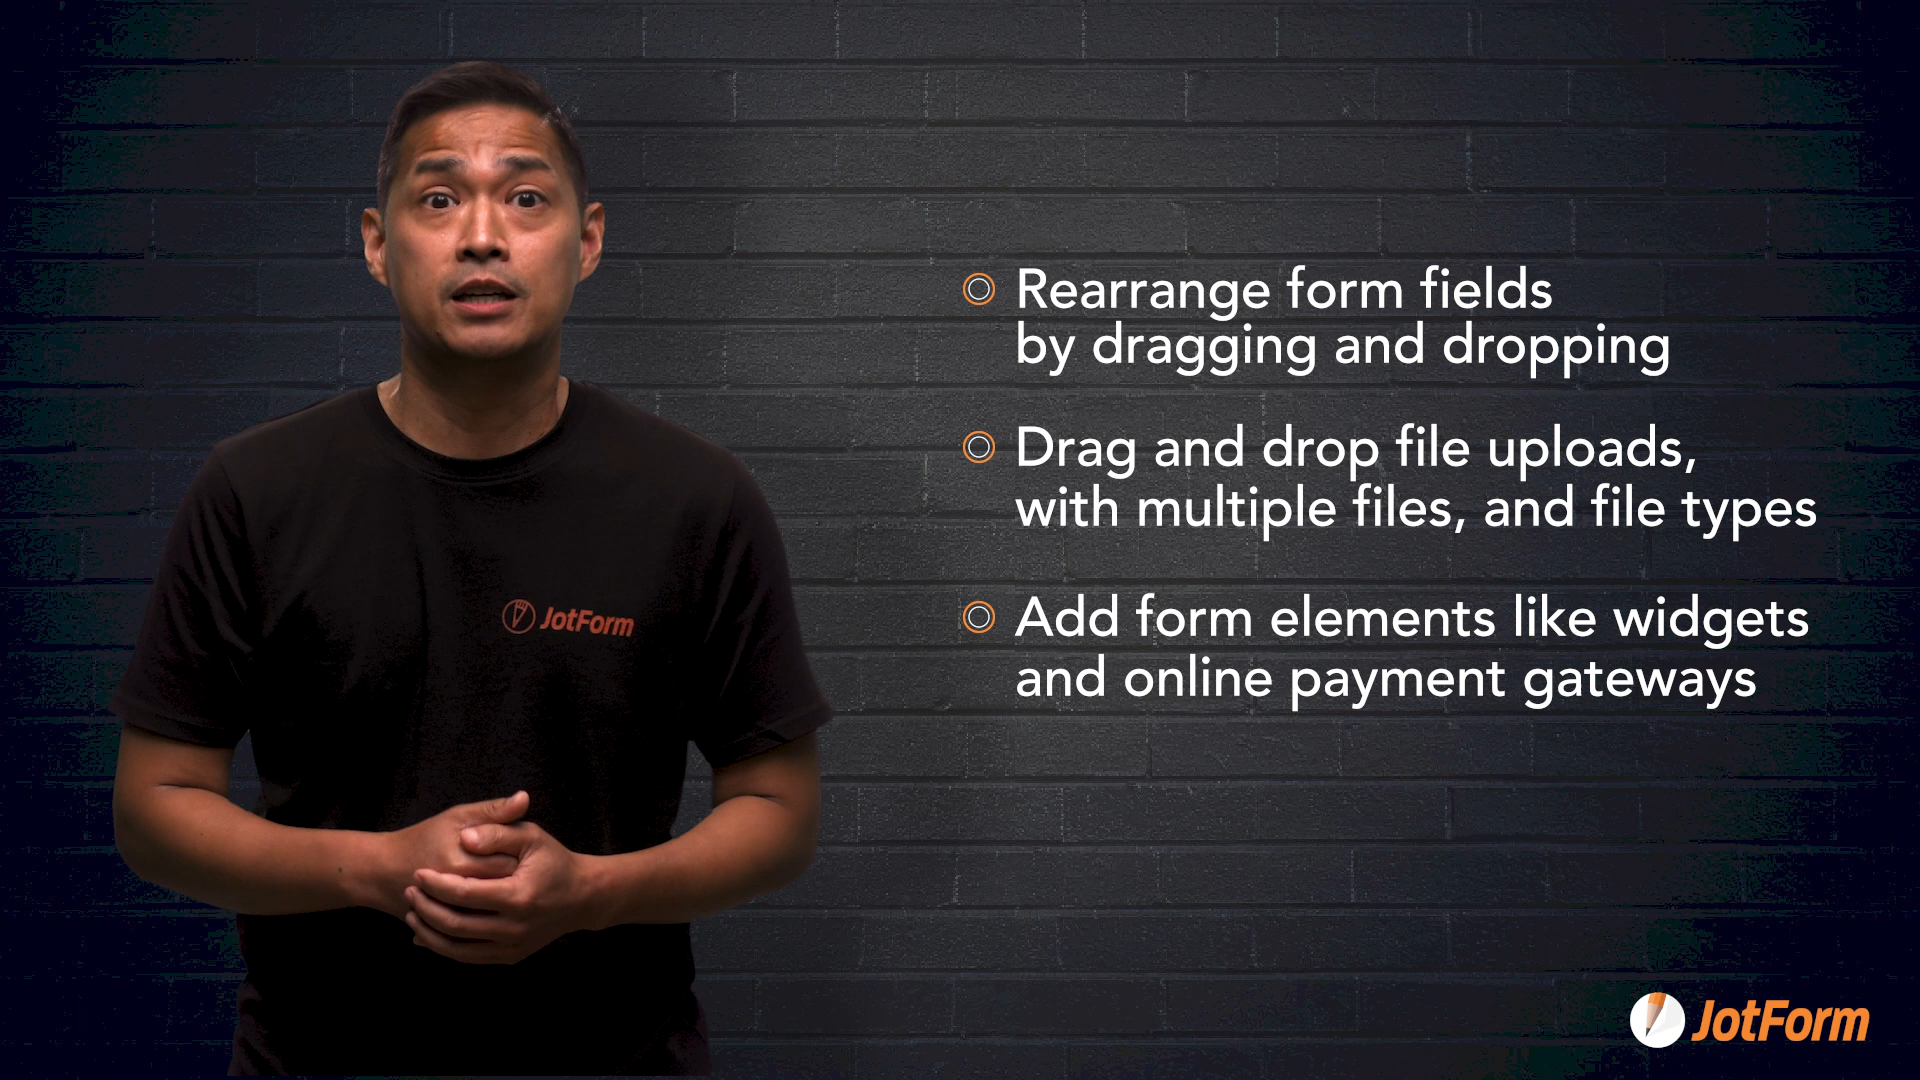 Rearrange form fields
by dragging and dropping
Drag and drop file uploads,
with multiple files, and file types
Add form elements like widgets
and online payment gateways
JotForm
JotForm